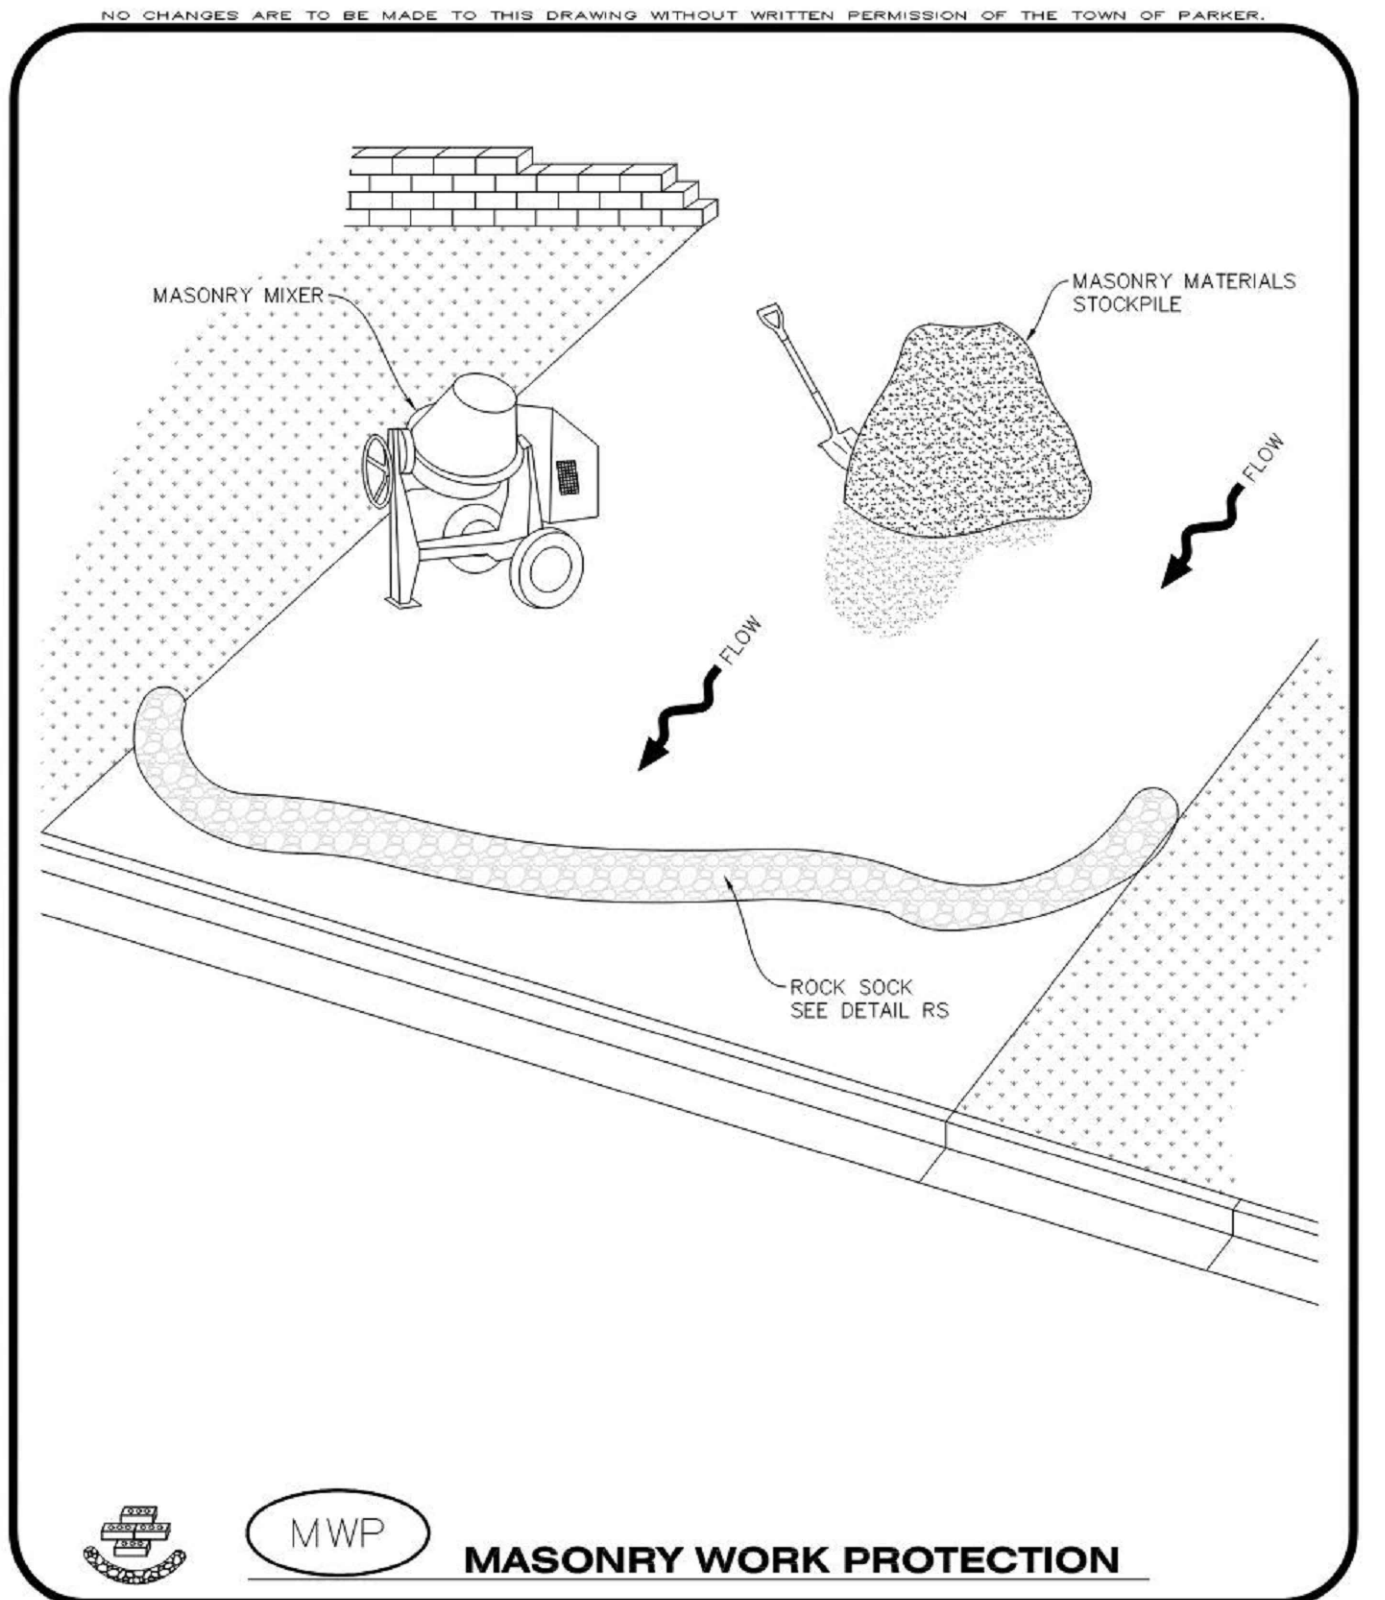 NO CHANGES ARE TO BE MADE TO THIS DRAWING WITHOUT WRITTEN PERMISSION OF THE TOWN OF PARKER.
MASONRY MIXER
MASONRY MATERIALS
STOCKPILE
FLOW
FLOW
ROCK SOCK
SEE DETAIL RS
MWP
MASONRY WORK PROTECTION